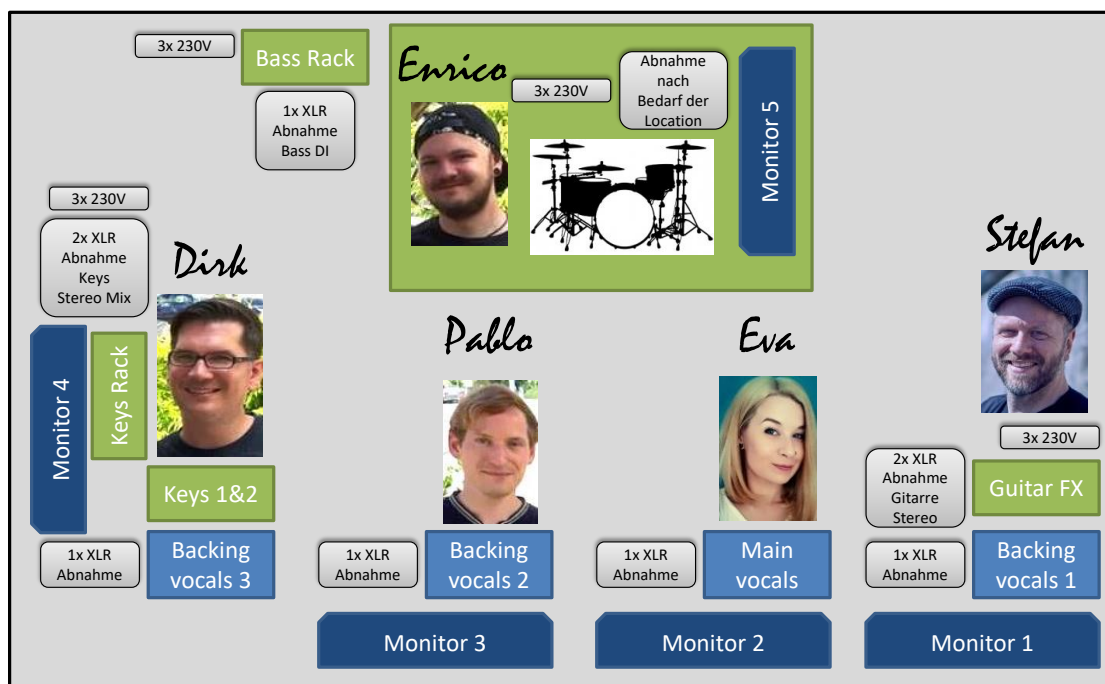 3x 230V
Bass Rack
1x XLR
Abnahme
Bass DI
Enrico
3x 230V
Abnahme
nach
Bedarf der
Location
Monitor 5
3x 230V
2x XLR
Abnahme
Keys
Stereo Mix
Dirk
Monitor 4
Keys Rack
Keys 1&2
1x XLR
Abnahme
Backing
vocals 3
Pablo
1x XLR
Abnahme
Backing
vocals 2
Monitor 3
Eva
1x XLR
Abnahme
Main
vocals
Monitor 2
Stefan
3x 230V
2x XLR
Abnahme
Gitarre
Stereo
Guitar FX
1x XLR
Abnahme
Backing
vocals 1
Monitor 1